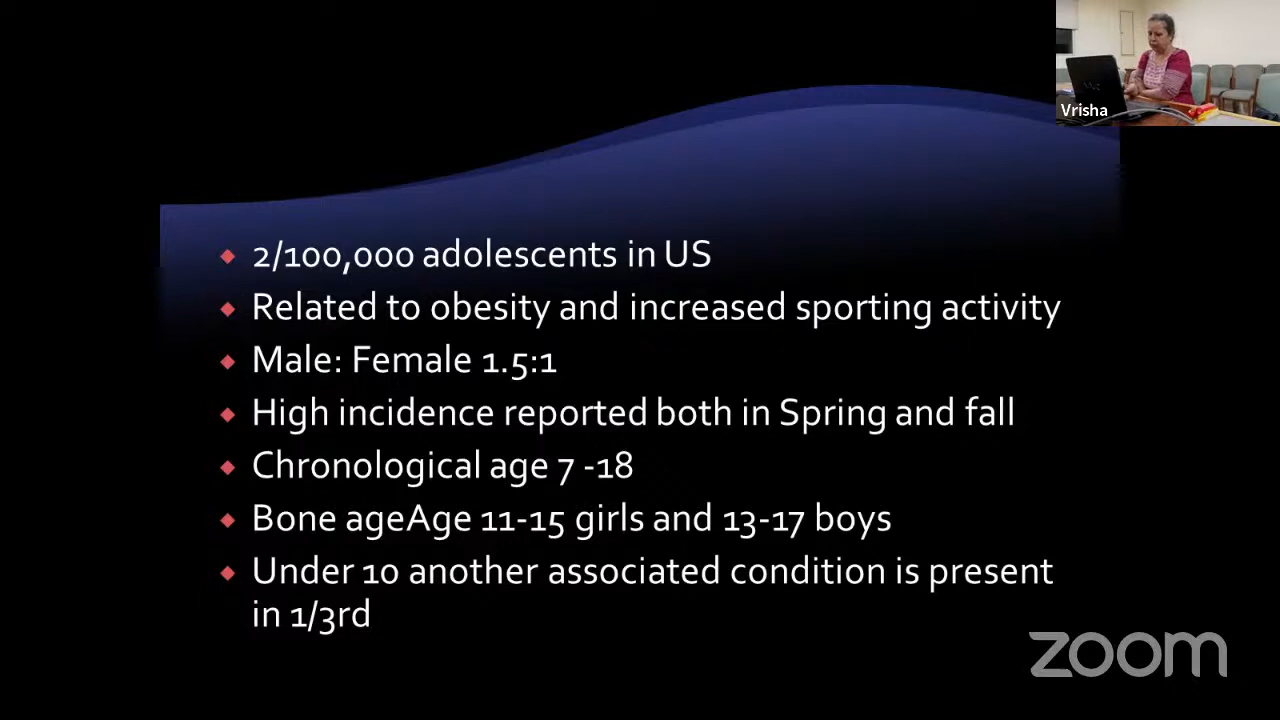 Vrisha
2/100,000 adolescents in US
Related to obesity and increased sporting activity
Male: Female 1.5:1
High incidence reported both in Spring and fall
Chronological age 7 -18
Bone ageAge 11-15 girls and 13-17 boys
Under 10 another associated condition is present
in 1/3rd
zoom